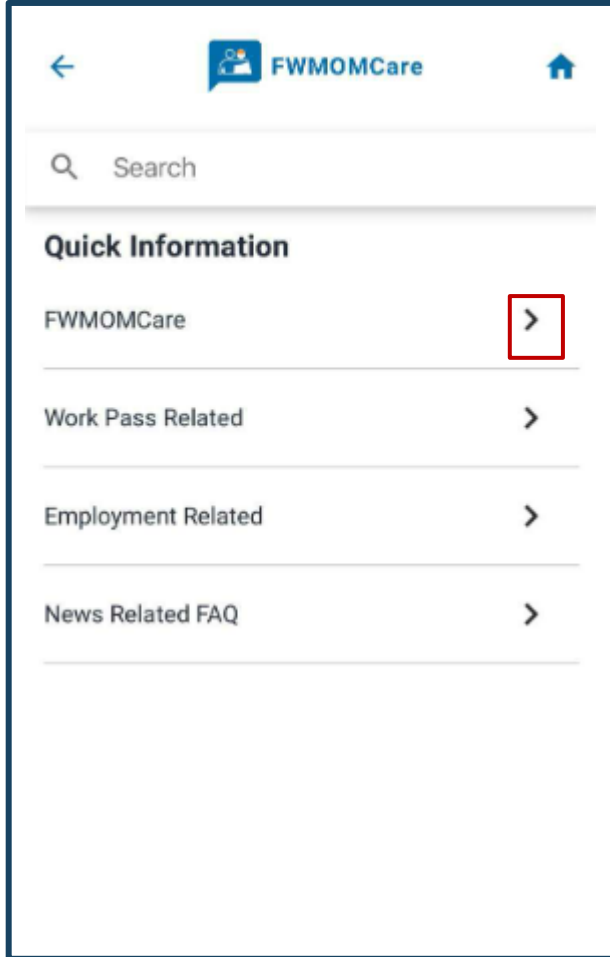 FWMOMCare
Search
Quick Information
FWMOMCare
Work Pass Related
Employment Related
News Related FAQ